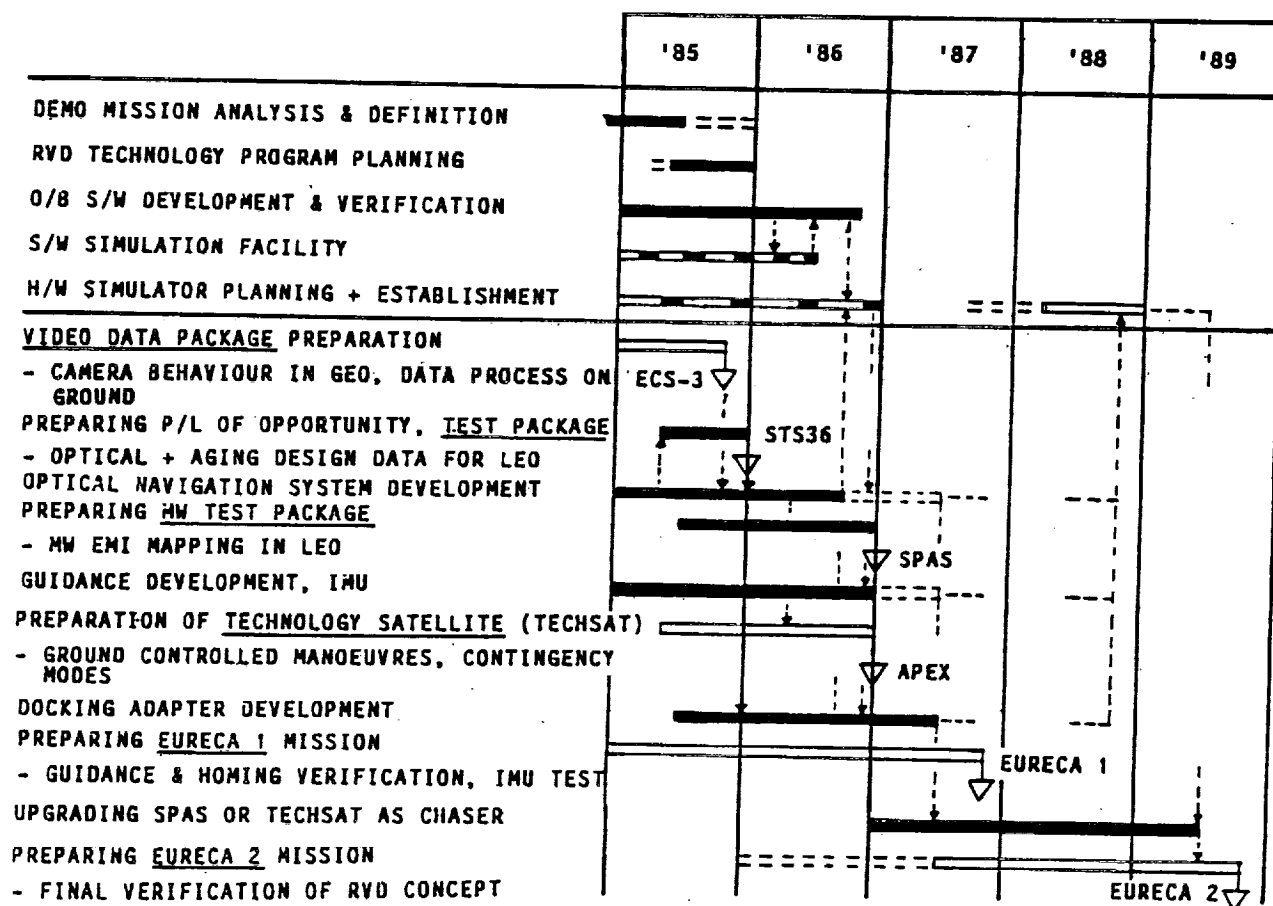 '85 '86 '87 '88 '89
DEMO MISSION ANALYSIS & DEFINITION
RVD TECHNOLOGY PROGRAM PLANNING
O/B S/W DEVELOPMENT & VERIFICATION
S/W SIMULATION FACILITY
H/W SIMULATOR PLANNING + ESTABLISHMENT
VIDEO DATA PACKAGE PREPARATION
- CAMERA BEHAVIOUR IN GEO, DATA PROCESS ON
GROUND
ECS-3
PREPARING P/L OF OPPORTUNITY, TEST PACKAGE
STS36
- OPTICAL + AGING DESIGN DATA FOR LEO
OPTICAL NAVIGATION SYSTEM DEVELOPMENT
PREPARING MW TEST PACKAGE
- MW EMI MAPPING IN LEO
SPAS
GUIDANCE DEVELOPMENT, IMU
PREPARATION OF TECHNOLOGY SATELLITE (TECHSAT)
- GROUND CONTROLLED MANOEUVRES, CONTINGENCY
MODES
APEX
DOCKING ADAPTER DEVELOPMENT
PREPARING EURECA 1 MISSION
EURECA 1
- GUIDANCE & HOMING VERIFICATION, IMU TEST
UPGRADING SPAS OR TECHSAT AS CHASER
PREPARING EURECA 2 MISSION
- FINAL VERIFICATION OF RVD CONCEPT
EURECA 2